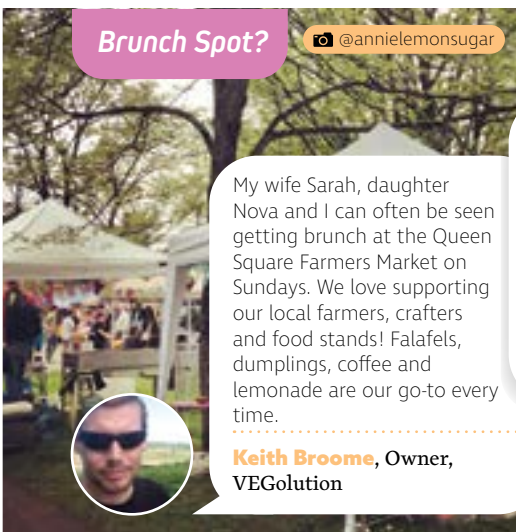 Brunch Spot?
@annielemonsugar
My wife Sarah, daughter
Nova and I can often be seen
getting brunch at the Queen
Square Farmers Market on
Sundays. We love supporting
our local farmers, crafters
and food stands! Falafels,
dumplings, coffee and
lemonade are our go-to every
time.
Keith Broome, Owner,
VEGolution